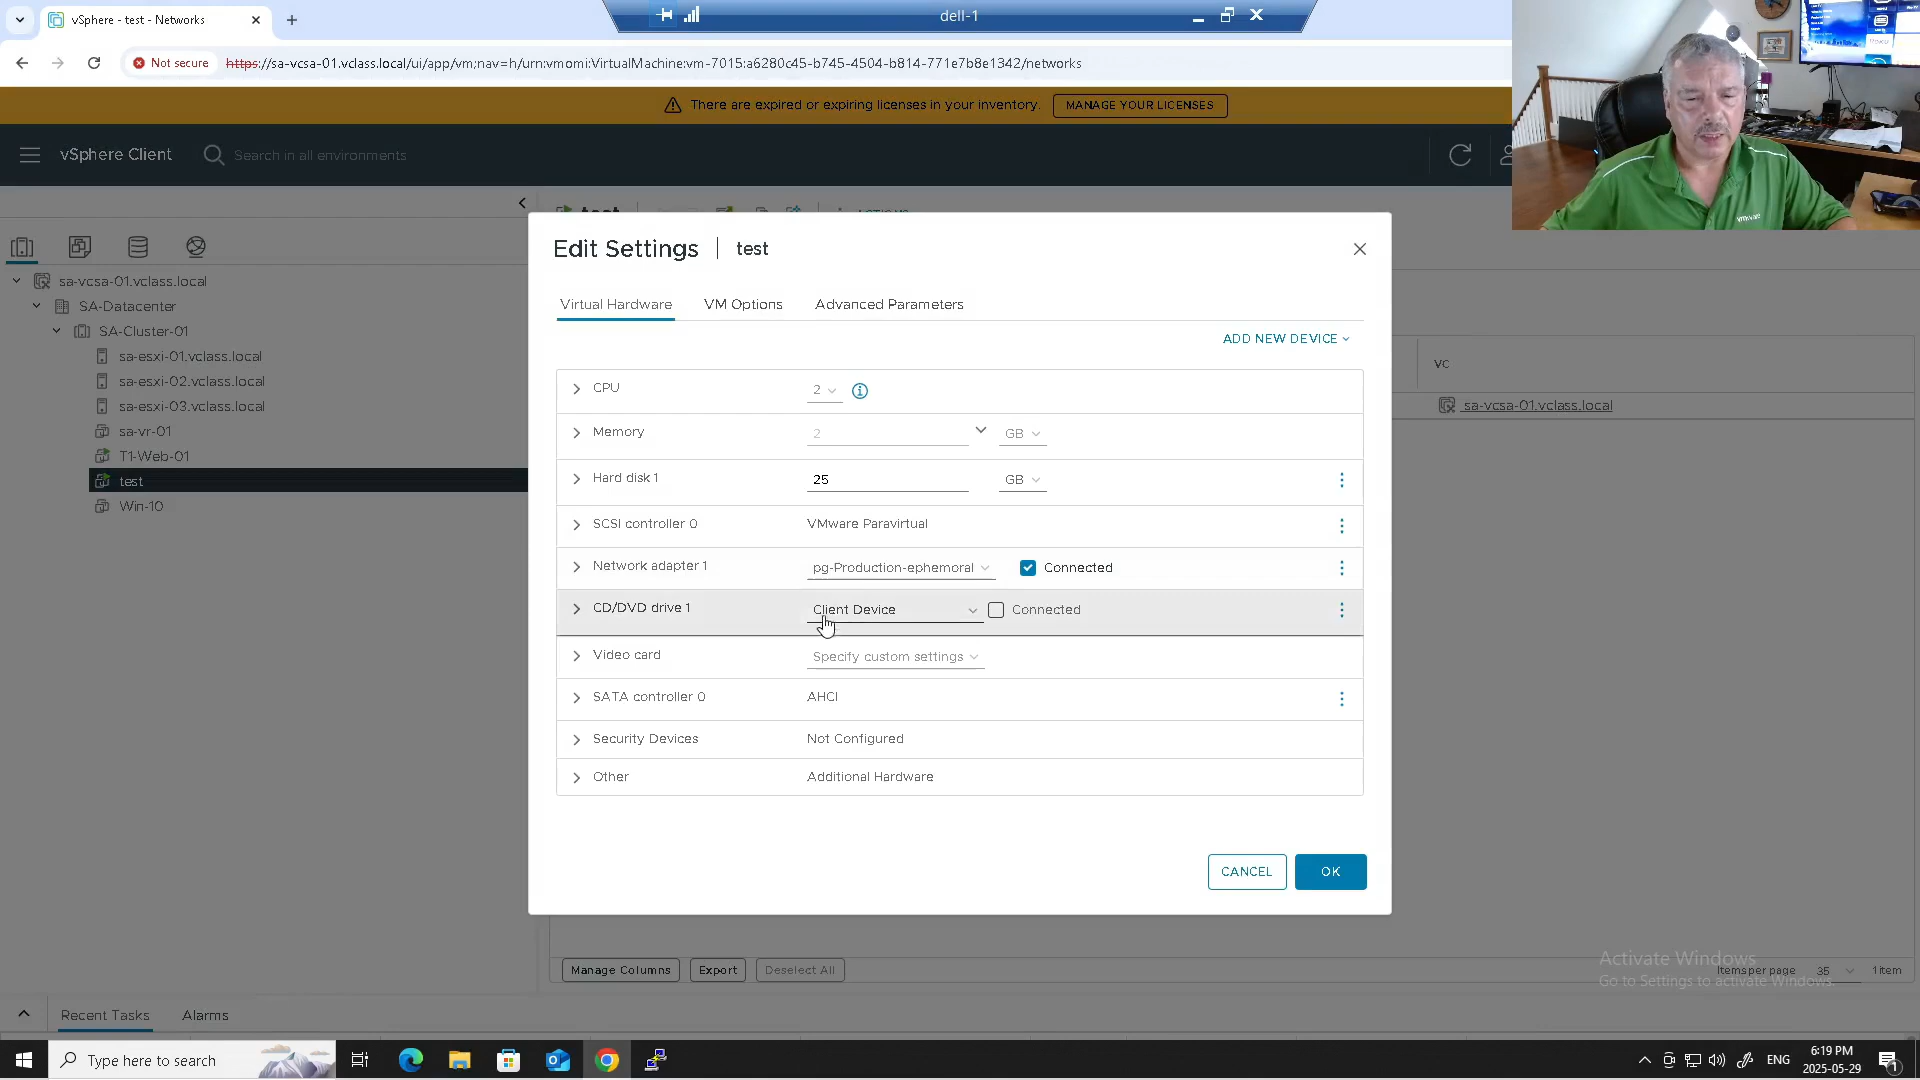 vSphere - test - Networks
dell-1
Not secure
https://sa-vcsa-01.vclass.local/ui/app/vm;nav=h/urn:vmomi:VirtualMachine:vm-7015:a6280c45-b745-4504-b814-771e7b8e1342/networks
There are expired or expiring licenses in your inventory.
MANAGE YOUR LICENSES
vSphere Client
Search in all environments
vmware
test
ACTIONS
sa-vcsa-01.vclass.local
SA-Datacenter
SA-Cluster-01
sa-esxi-01.vclass.local
sa-esxi-02.vclass.local
sa-esxi-03.vclass.local
sa-vr-01
T1-Web-01
test
Win-10
Edit Settings | test
Virtual Hardware
VM Options
Advanced Parameters
ADD NEW DEVICE
CPU
2
Memory
2
GB
Hard disk 1
25
GB
SCSI controller 0
VMware Paravirtual
Network adapter 1
pg-Production-ephemoral
Connected
CD/DVD drive 1
Client Device
Connected
Video card
Specify custom settings
SATA controller 0
AHCI
Security Devices
Not Configured
Other
Additional Hardware
CANCEL
OK
VC
sa-vcsa-01.vclass.local
Manage Columns
Export
Deselect All
Items per page
35
1 item
Activate Windows
Go to Settings to activate Windows.
Recent Tasks
Alarms
Type here to search
ENG
6:19 PM
2025-05-29
1